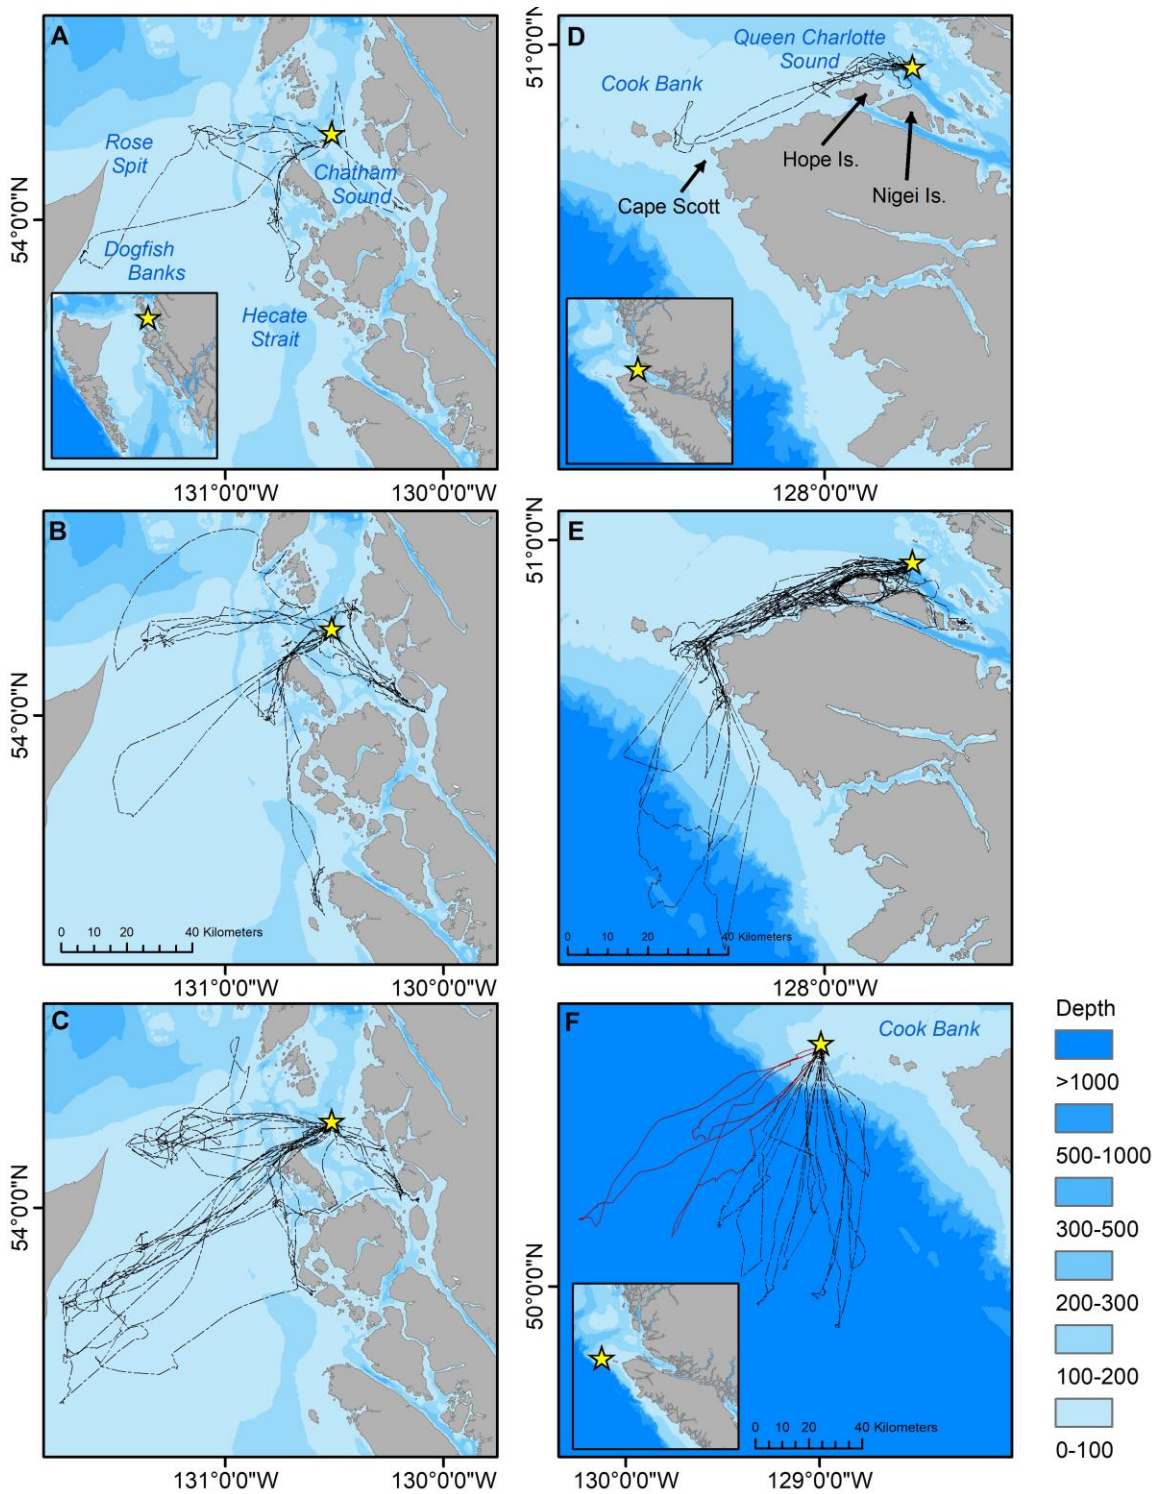 A
Rose
Spit
Chatham
Sound
Dogfish
Banks
Hecate
Strait
54°0'0"N
131°0'0"W
130°0'0"W
D
Queen Charlotte
Sound
Cook Bank
Hope Is.
Nigei Is.
Cape Scott
51°0'0"N
128°0'0"W
B
54°0'0"N
0 10 20 40 Kilometers
131°0'0"W
130°0'0"W
E
51°0'0"N
0 10 20 40 Kilometers
128°0'0"W
C
54°0'0"N
131°0'0"W
130°0'0"W
F
Cook Bank
50°0'0"N
0 10 20 40 Kilometers
130°0'0"W
129°0'0"W
Depth
>1000
500-1000
300-500
200-300
100-200
0-100